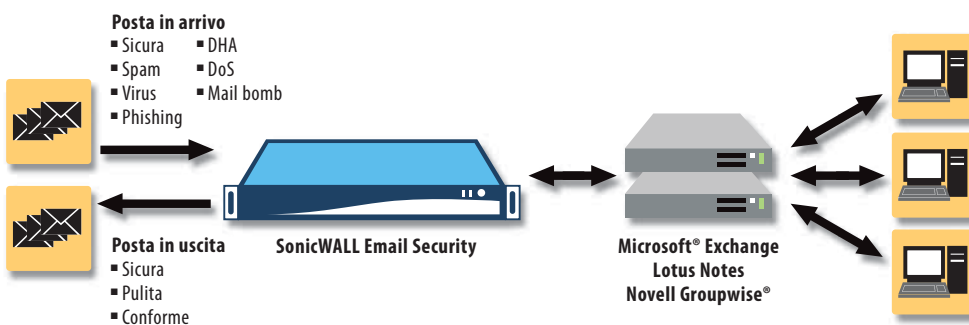 Posta in arrivo
▪ Sicura
▪ Spam
▪ Virus
▪ Phishing
▪ DHA
▪ DoS
▪ Mail bomb
SonicWALL Email Security
Microsoft® Exchange
Lotus Notes
Novell Groupwise®
Posta in uscita
▪ Sicura
▪ Pulita
▪ Conforme